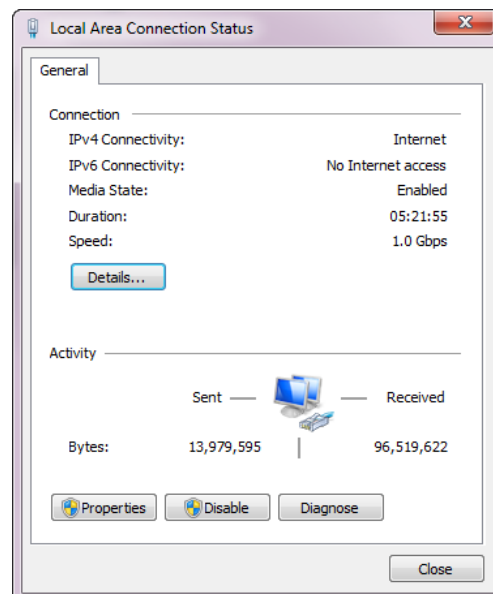 Local Area Connection Status
General
Connection
IPv4 Connectivity: Internet
IPv6 Connectivity: No Internet access
Media State: Enabled
Duration: 05:21:55
Speed: 1.0 Gbps
Details...
Activity
Sent Received
Bytes: 13,979,595 96,519,622
Properties Disable Diagnose
Close